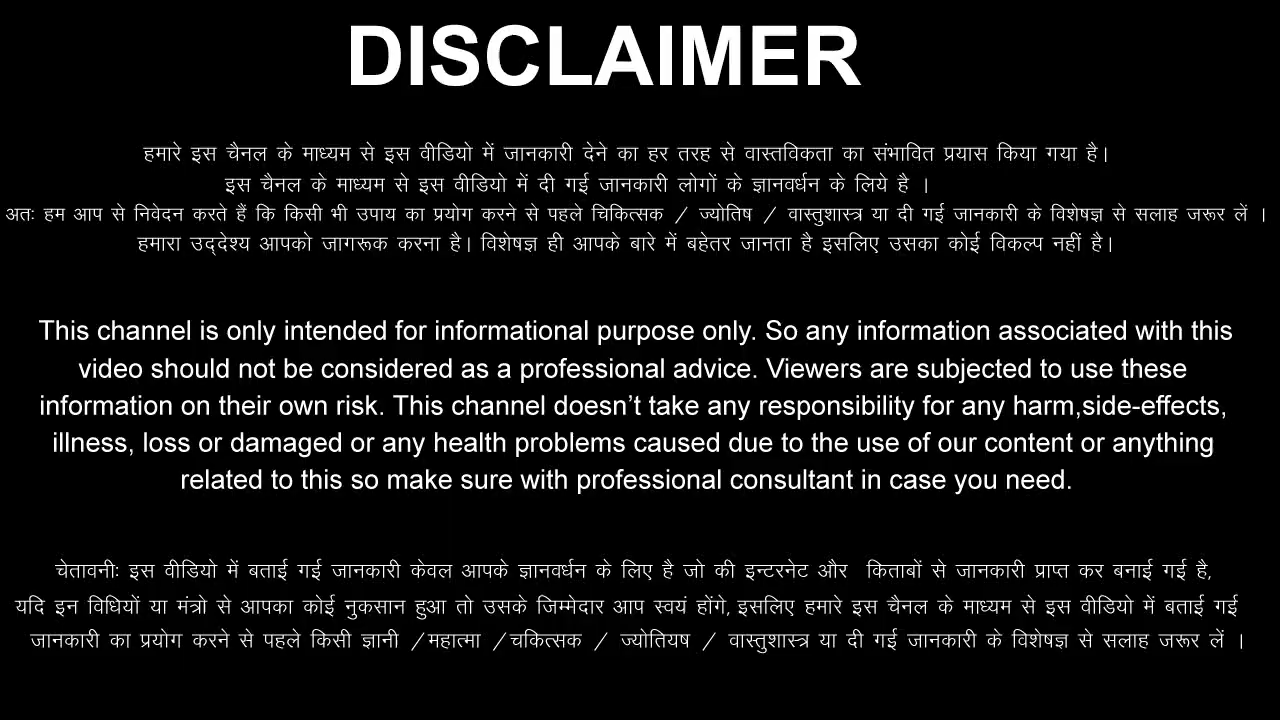 DISCLAIMER
हमारे इस चैनल के माध्यम से इस वीडियो में जानकारी देने का हर तरह से वास्तविकता का संभावित प्रयास किया गया है।
इस चैनल के माध्यम से इस वीडियो में दी गई जानकारी लोगों के ज्ञानवर्धन के लिये है ।
अतः हम आप से निवेदन करते हैं कि किसी भी उपाय का प्रयोग करने से पहले चिकित्सक / ज्योतिष / वास्तुशास्त्र या दी गई जानकारी के विशेषज्ञ से सलाह जरूर लें ।
हमारा उद्देश्य आपको जागरूक करना है। विशेषज्ञ ही आपके बारे में बहेतर जानता है इसलिए उसका कोई विकल्प नहीं है।
This channel is only intended for informational purpose only. So any information associated with this
video should not be considered as a professional advice. Viewers are subjected to use these
information on their own risk. This channel doesn’t take any responsibility for any harm,side-effects,
illness, loss or damaged or any health problems caused due to the use of our content or anything
related to this so make sure with professional consultant in case you need.
चेतावनीः इस वीडियो में बताई गई जानकारी केवल आपके ज्ञानवर्धन के लिए है जो की इन्टरनेट और किताबों से जानकारी प्राप्त कर बनाई गई है,
यदि इन विधियों या मंत्रो से आपका कोई नुकसान हुआ तो उसके जिम्मेदार आप स्वयं होंगे, इसलिए हमारे इस चैनल के माध्यम से इस वीडियो में बताई गई
जानकारी का प्रयोग करने से पहले किसी ज्ञानी /महात्मा /चकित्सक / ज्योतियष / वास्तुशास्त्र या दी गई जानकारी के विशेषज्ञ से सलाह जरूर लें ।